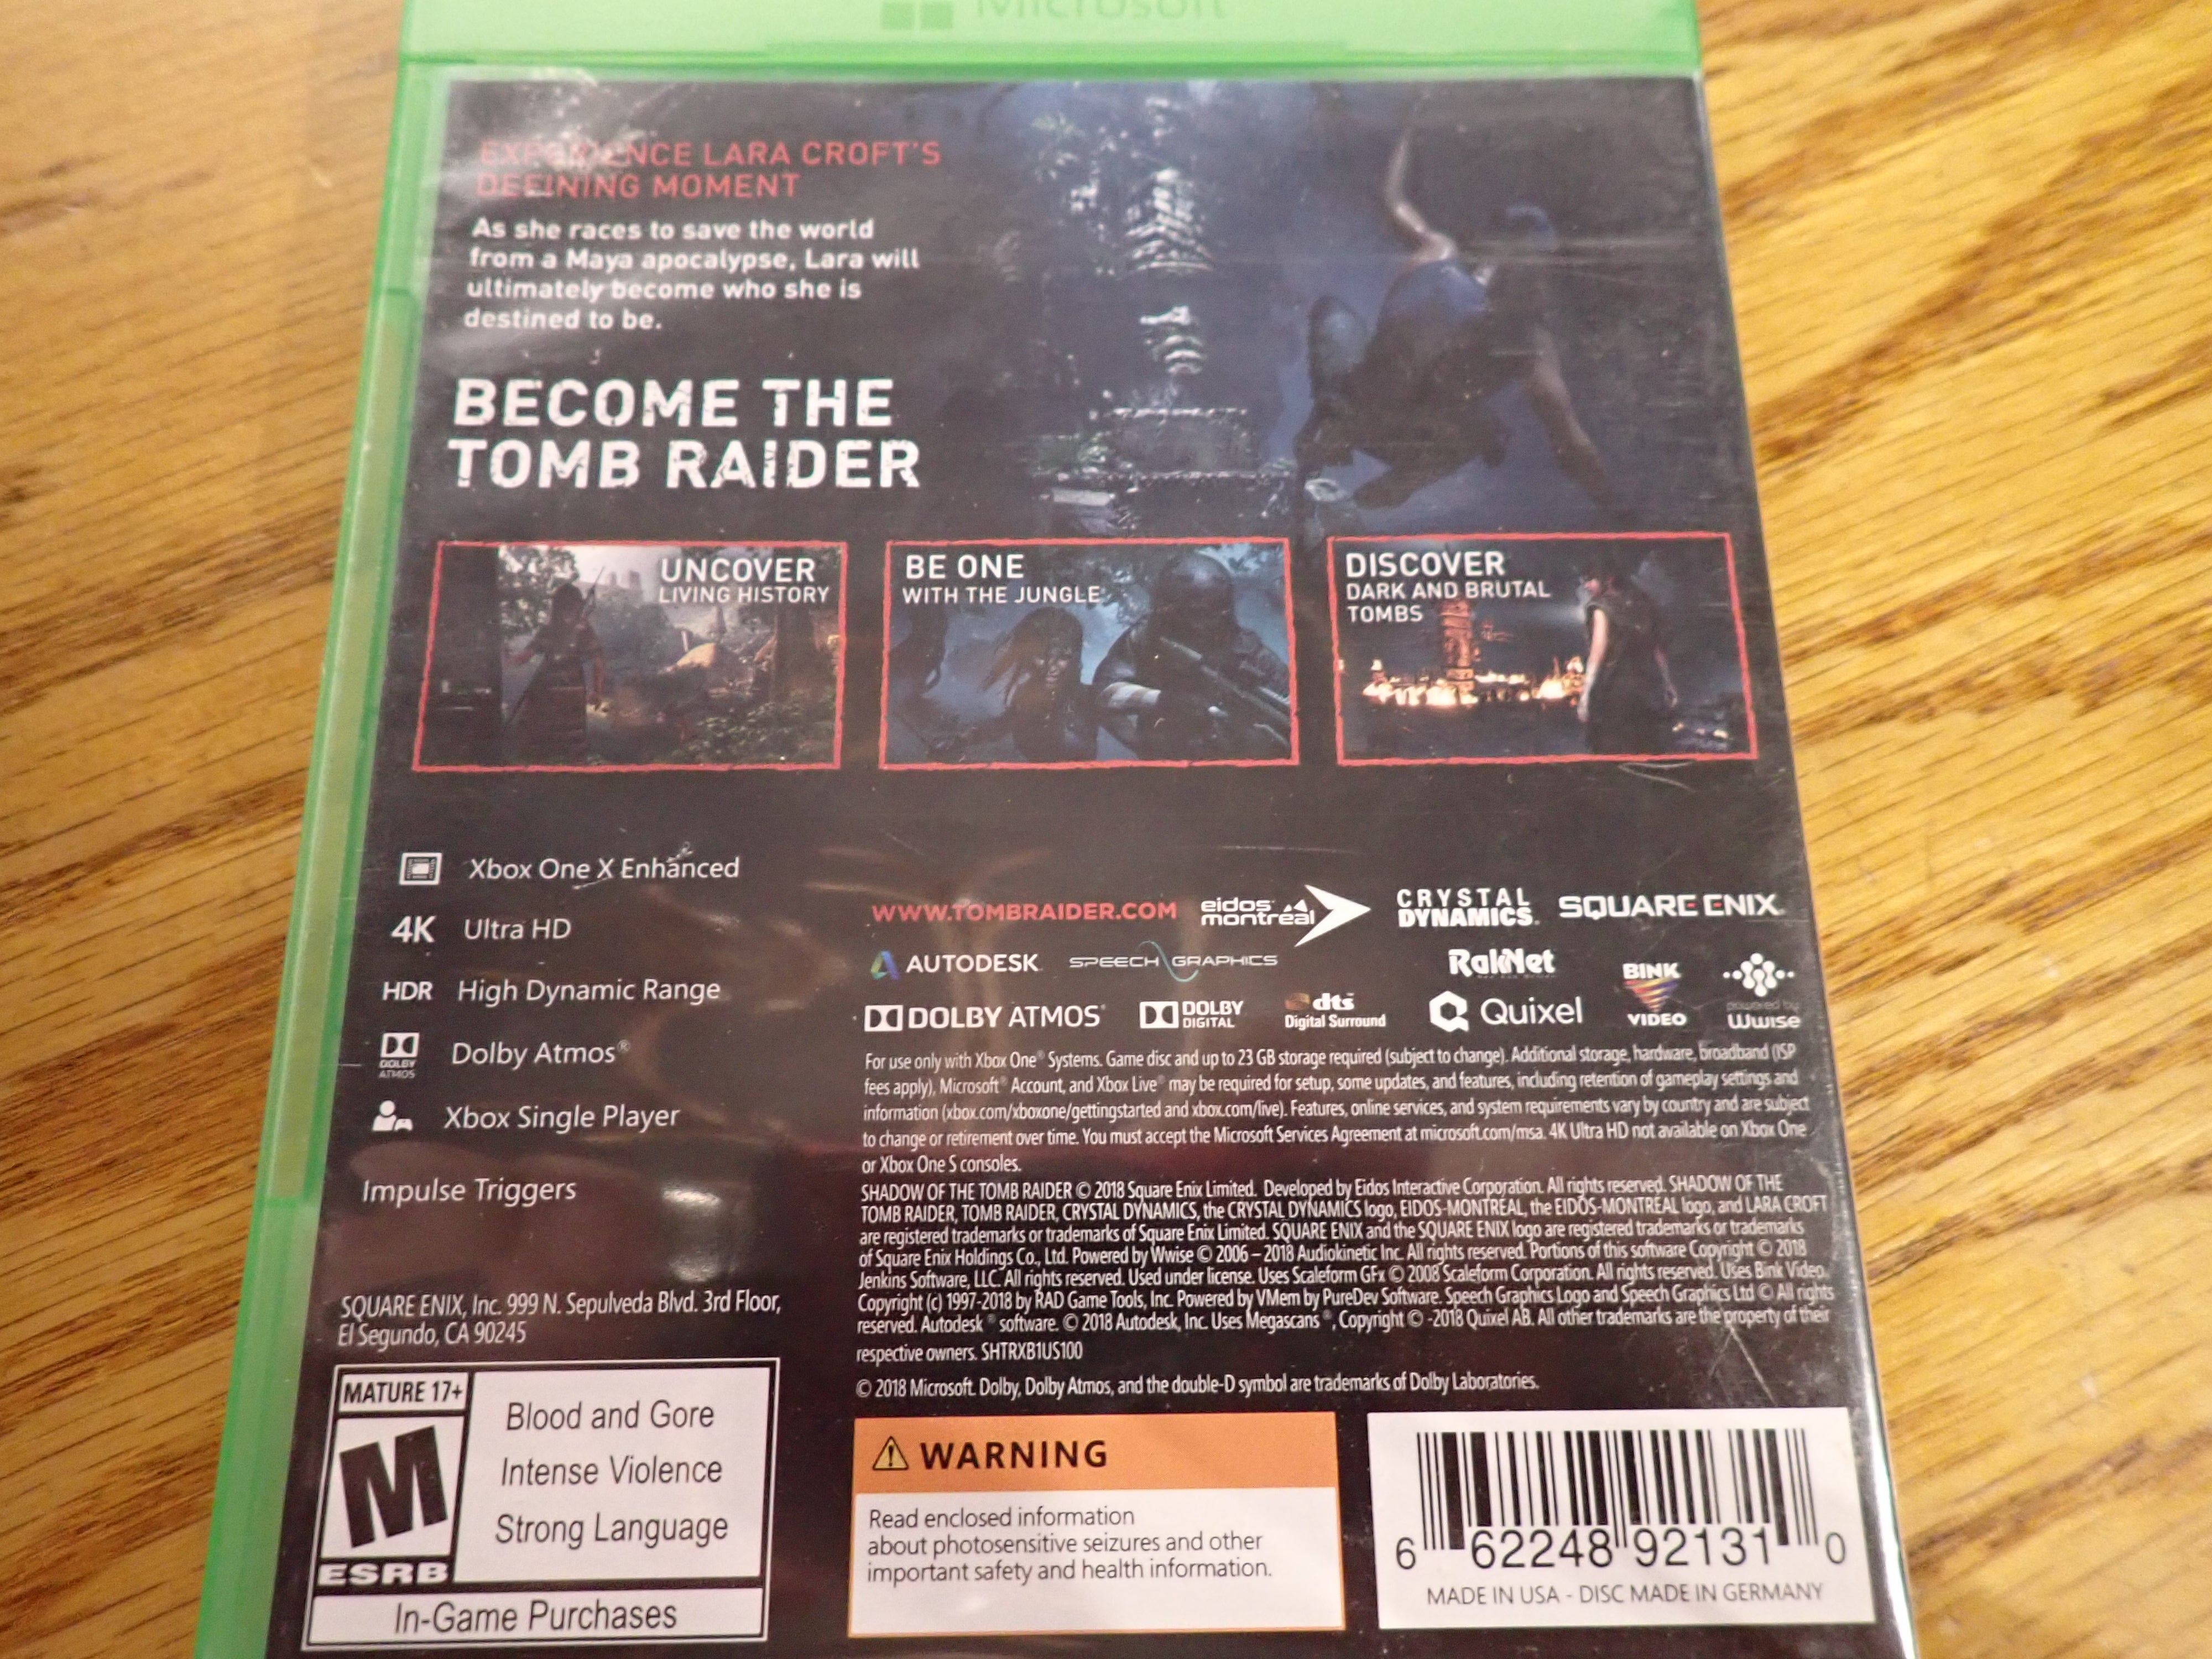 Microsoft
EXPERIENCE LARA CROFT'S
DEFINING MOMENT
As she races to save the world
from a Maya apocalypse, Lara will
ultimately become who she is
destined to be.
BECOME THE
TOMB RAIDER
UNCOVER
LIVING HISTORY
BE ONE
WITH THE JUNGLE
DISCOVER
DARK AND BRUTAL
TOMBS
Xbox One X Enhanced
4K Ultra HD
HDR High Dynamic Range
DOLBY
ATMOS
Dolby Atmos®
Xbox Single Player
Impulse Triggers
WWW.TOMBRAIDER.COM
eidos
montréal
CRYSTAL
DYNAMICS
SQUARE ENIX
AUTODESK
SPEECH GRAPHICS
RakNet
BINK
VIDEO
powered by
Wwise
DOLBY ATMOS®
DOLBY
DIGITAL
dts
Digital Surround
Quixel
For use only with Xbox One® Systems. Game disc and up to 23 GB storage required (subject to change). Additional storage, hardware, broadband (ISP
fees apply), Microsoft® Account, and Xbox Live® may be required for setup, some updates, and features, including retention of gameplay settings and
information (xbox.com/xboxone/gettingstarted and xbox.com/live). Features, online services, and system requirements vary by country and are subject
to change or retirement over time. You must accept the Microsoft Services Agreement at microsoft.com/msa. 4K Ultra HD not available on Xbox One
or Xbox One S consoles.
SHADOW OF THE TOMB RAIDER © 2018 Square Enix Limited. Developed by Eidos Interactive Corporation. All rights reserved. SHADOW OF THE
TOMB RAIDER, TOMB RAIDER, CRYSTAL DYNAMICS, the CRYSTAL DYNAMICS logo, EIDOS-MONTRÉAL, the EIDOS-MONTRÉAL logo, and LARA CROFT
are registered trademarks or trademarks of Square Enix Limited. SQUARE ENIX and the SQUARE ENIX logo are registered trademarks or trademarks
of Square Enix Holdings Co., Ltd. Powered by Wwise © 2006 – 2018 Audiokinetic Inc. All rights reserved. Portions of this software Copyright © 2018
Jenkins Software, LLC. All rights reserved. Used under license. Uses Scaleform GFx © 2008 Scaleform Corporation. All rights reserved. Uses Bink Video.
Copyright (c) 1997-2018 by RAD Game Tools, Inc. Powered by VMem by PureDev Software. Speech Graphics Logo and Speech Graphics Ltd © All rights
reserved. Autodesk® software. © 2018 Autodesk, Inc. Uses Megascans®, Copyright © -2018 Quixel AB. All other trademarks are the property of their
respective owners. SHTRXB1US100
© 2018 Microsoft. Dolby, Dolby Atmos, and the double-D symbol are trademarks of Dolby Laboratories.
SQUARE ENIX, Inc. 999 N. Sepulveda Blvd. 3rd Floor,
El Segundo, CA 90245
MATURE 17+
M
ESRB
Blood and Gore
Intense Violence
Strong Language
In-Game Purchases
WARNING
Read enclosed information
about photosensitive seizures and other
important safety and health information.
6 62248 92131 0
MADE IN USA - DISC MADE IN GERMANY